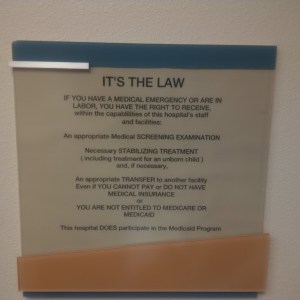 IT'S THE LAW
IF YOU HAVE A MEDICAL EMERGENCY OR ARE IN
LABOR, YOU HAVE THE RIGHT TO RECEIVE,
within the capabilities of this hospital's staff
and facilities:
An appropriate Medical SCREENING EXAMINATION
Necessary STABILIZING TREATMENT
( including treatment for an unborn child )
and, if necessary,
An appropriate TRANSFER to another facility
Even if YOU CANNOT PAY or DO NOT HAVE
MEDICAL INSURANCE
or
YOU ARE NOT ENTITLED TO MEDICARE OR
MEDICAID
This hospital DOES participate in the Medicaid Program